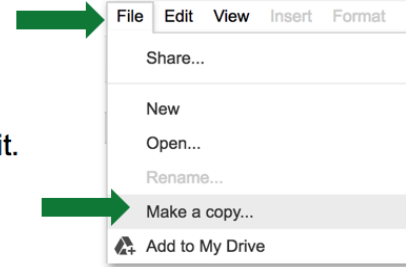 File Edit View Insert Format
Share...
New
Open...
it.
Rename...
Make a copy...
Add to My Drive